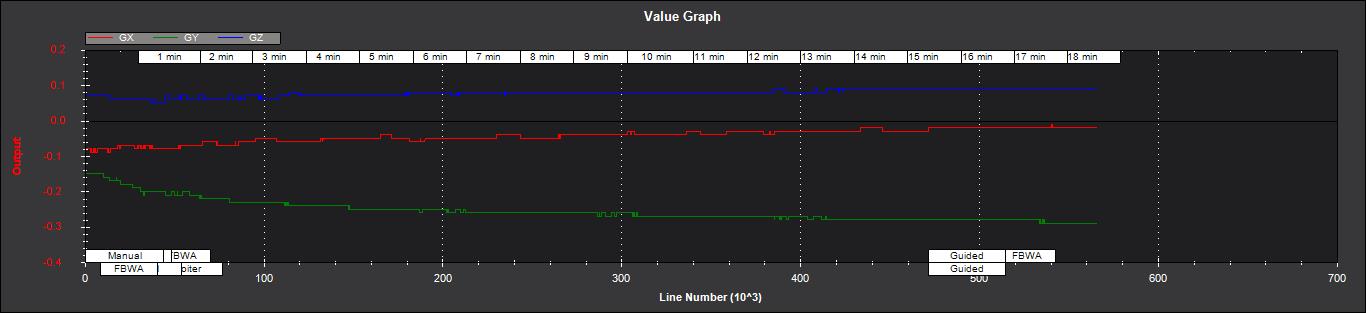 Value Graph
GX GY GZ
0.2
1 min 2 min 3 min 4 min 5 min 6 min 7 min 8 min 9 min 10 min 11 min 12 min 13 min 14 min 15 min 16 min 17 min 18 min
0.1
0.0
-0.1
-0.2
-0.3
-0.4
Output
Manual FBWA Guided FBWA
FBWA oiter Guided
0 100 200 300 400 500 600 700
Line Number (10^3)